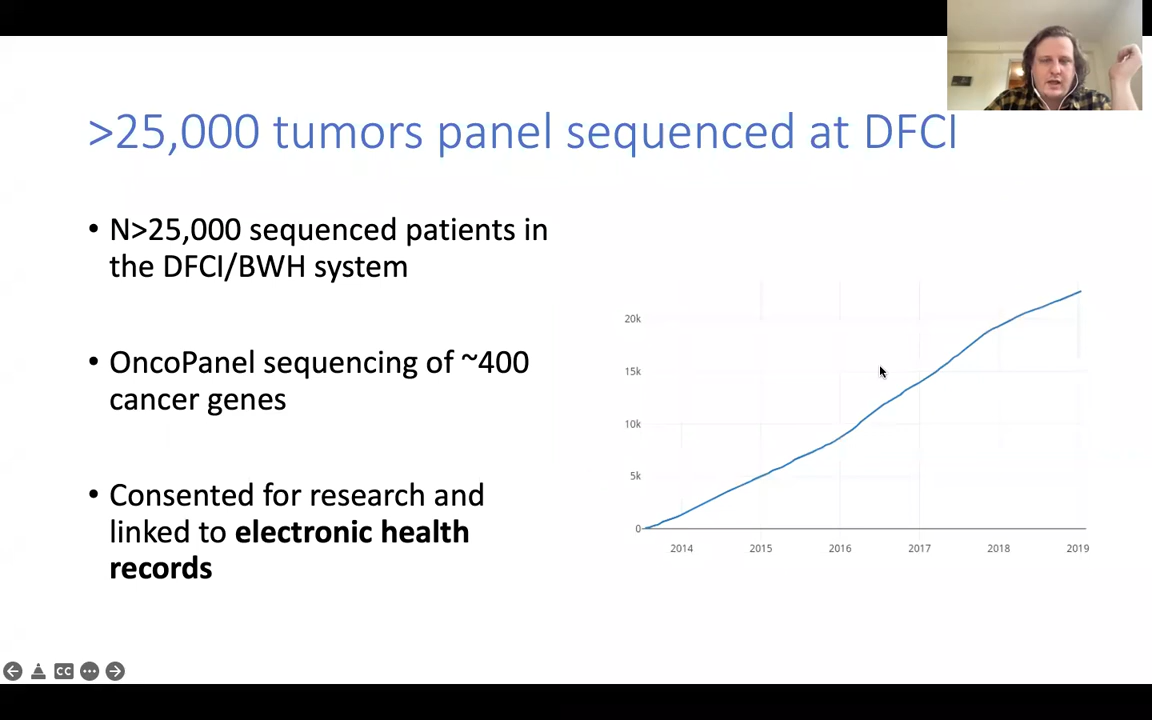 >25,000 tumors panel sequenced at DFCI
• N>25,000 sequenced patients in
the DFCI/BWH system
• OncoPanel sequencing of ~400
cancer genes
• Consented for research and
linked to electronic health
records
20k
15k
10k
5k
0
2014 2015 2016 2017 2018 2019
CC